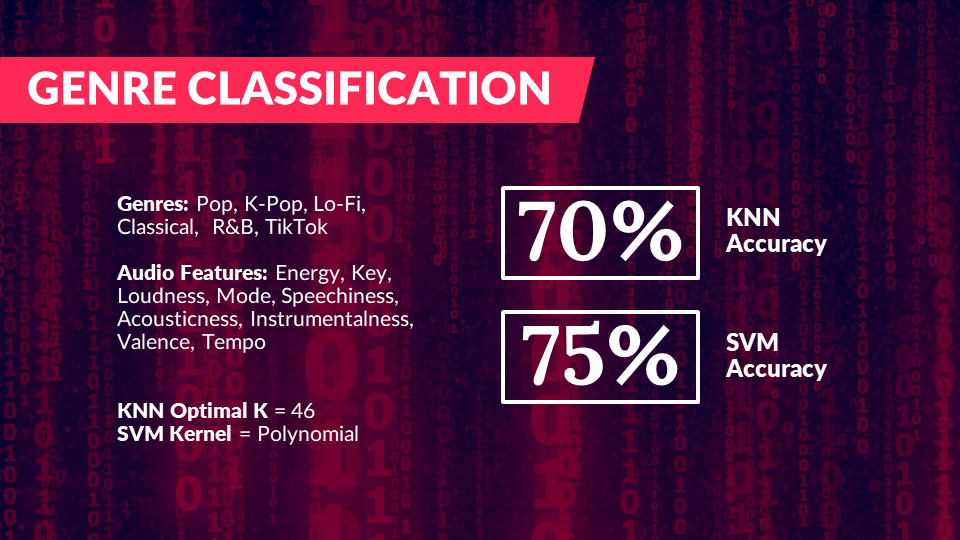 GENRE CLASSIFICATION
Genres: Pop, K-Pop, Lo-Fi,
Classical, R&B, TikTok
Audio Features: Energy, Key,
Loudness, Mode, Speechiness,
Acousticness, Instrumentalness,
Valence, Tempo
KNN Optimal K = 46
SVM Kernel = Polynomial
70%
KNN
Accuracy
75%
SVM
Accuracy